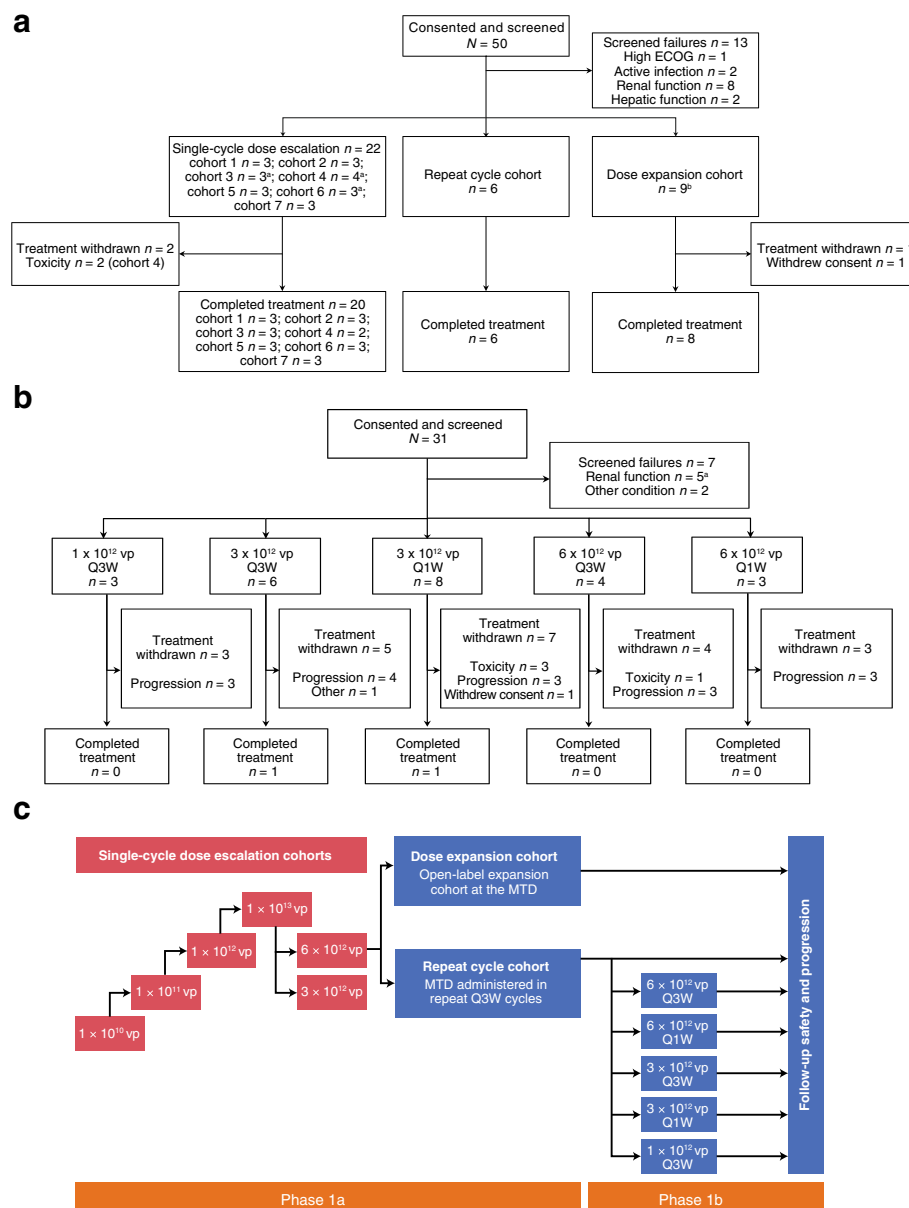 a
Consented and screened
N = 50
Screened failures n = 13
High ECOG n = 1
Active infection n = 2
Renal function n = 8
Hepatic function n = 2
Single-cycle dose escalation n = 22
cohort 1 n = 3; cohort 2 n = 3;
cohort 3 n = 3ᵃ; cohort 4 n = 4ᵃ;
cohort 5 n = 3; cohort 6 n = 3ᵃ;
cohort 7 n = 3
Repeat cycle cohort
n = 6
Dose expansion cohort
n = 9ᵇ
Treatment withdrawn n = 2
Toxicity n = 2 (cohort 4)
Treatment withdrawn n =
Withdrew consent n = 1
Completed treatment n = 20
cohort 1 n = 3; cohort 2 n = 3;
cohort 3 n = 3; cohort 4 n = 2;
cohort 5 n = 3; cohort 6 n = 3;
cohort 7 n = 3
Completed treatment
n = 6
Completed treatment
n = 8
b
Consented and screened
N = 31
Screened failures n = 7
Renal function n = 5ᵃ
Other condition n = 2
1 x 10¹² vp
Q3W
n = 3
3 x 10¹² vp
Q3W
n = 6
3 x 10¹² vp
Q1W
n = 8
6 x 10¹² vp
Q3W
n = 4
6 x 10¹² vp
Q1W
n = 3
Treatment
withdrawn n = 3
Progression n = 3
Treatment
withdrawn n = 5
Progression n = 4
Other n = 1
Treatment
withdrawn n = 7
Toxicity n = 3
Progression n = 3
Withdrew consent n = 1
Treatment
withdrawn n = 4
Toxicity n = 1
Progression n = 3
Treatment
withdrawn n = 3
Progression n = 3
Completed
treatment
n = 0
Completed
treatment
n = 1
Completed
treatment
n = 1
Completed
treatment
n = 0
Completed
treatment
n = 0
c
Single-cycle dose escalation cohorts
1 × 10¹⁰ vp
1 × 10¹¹ vp
1 × 10¹² vp
1 × 10¹³ vp
6 × 10¹² vp
3 × 10¹² vp
Dose expansion cohort
Open-label expansion
cohort at the MTD
Repeat cycle cohort
MTD administered in
repeat Q3W cycles
6 × 10¹² vp
Q3W
6 × 10¹² vp
Q1W
3 × 10¹² vp
Q3W
3 × 10¹² vp
Q1W
1 × 10¹² vp
Q3W
Follow-up safety and progression
Phase 1a
Phase 1b